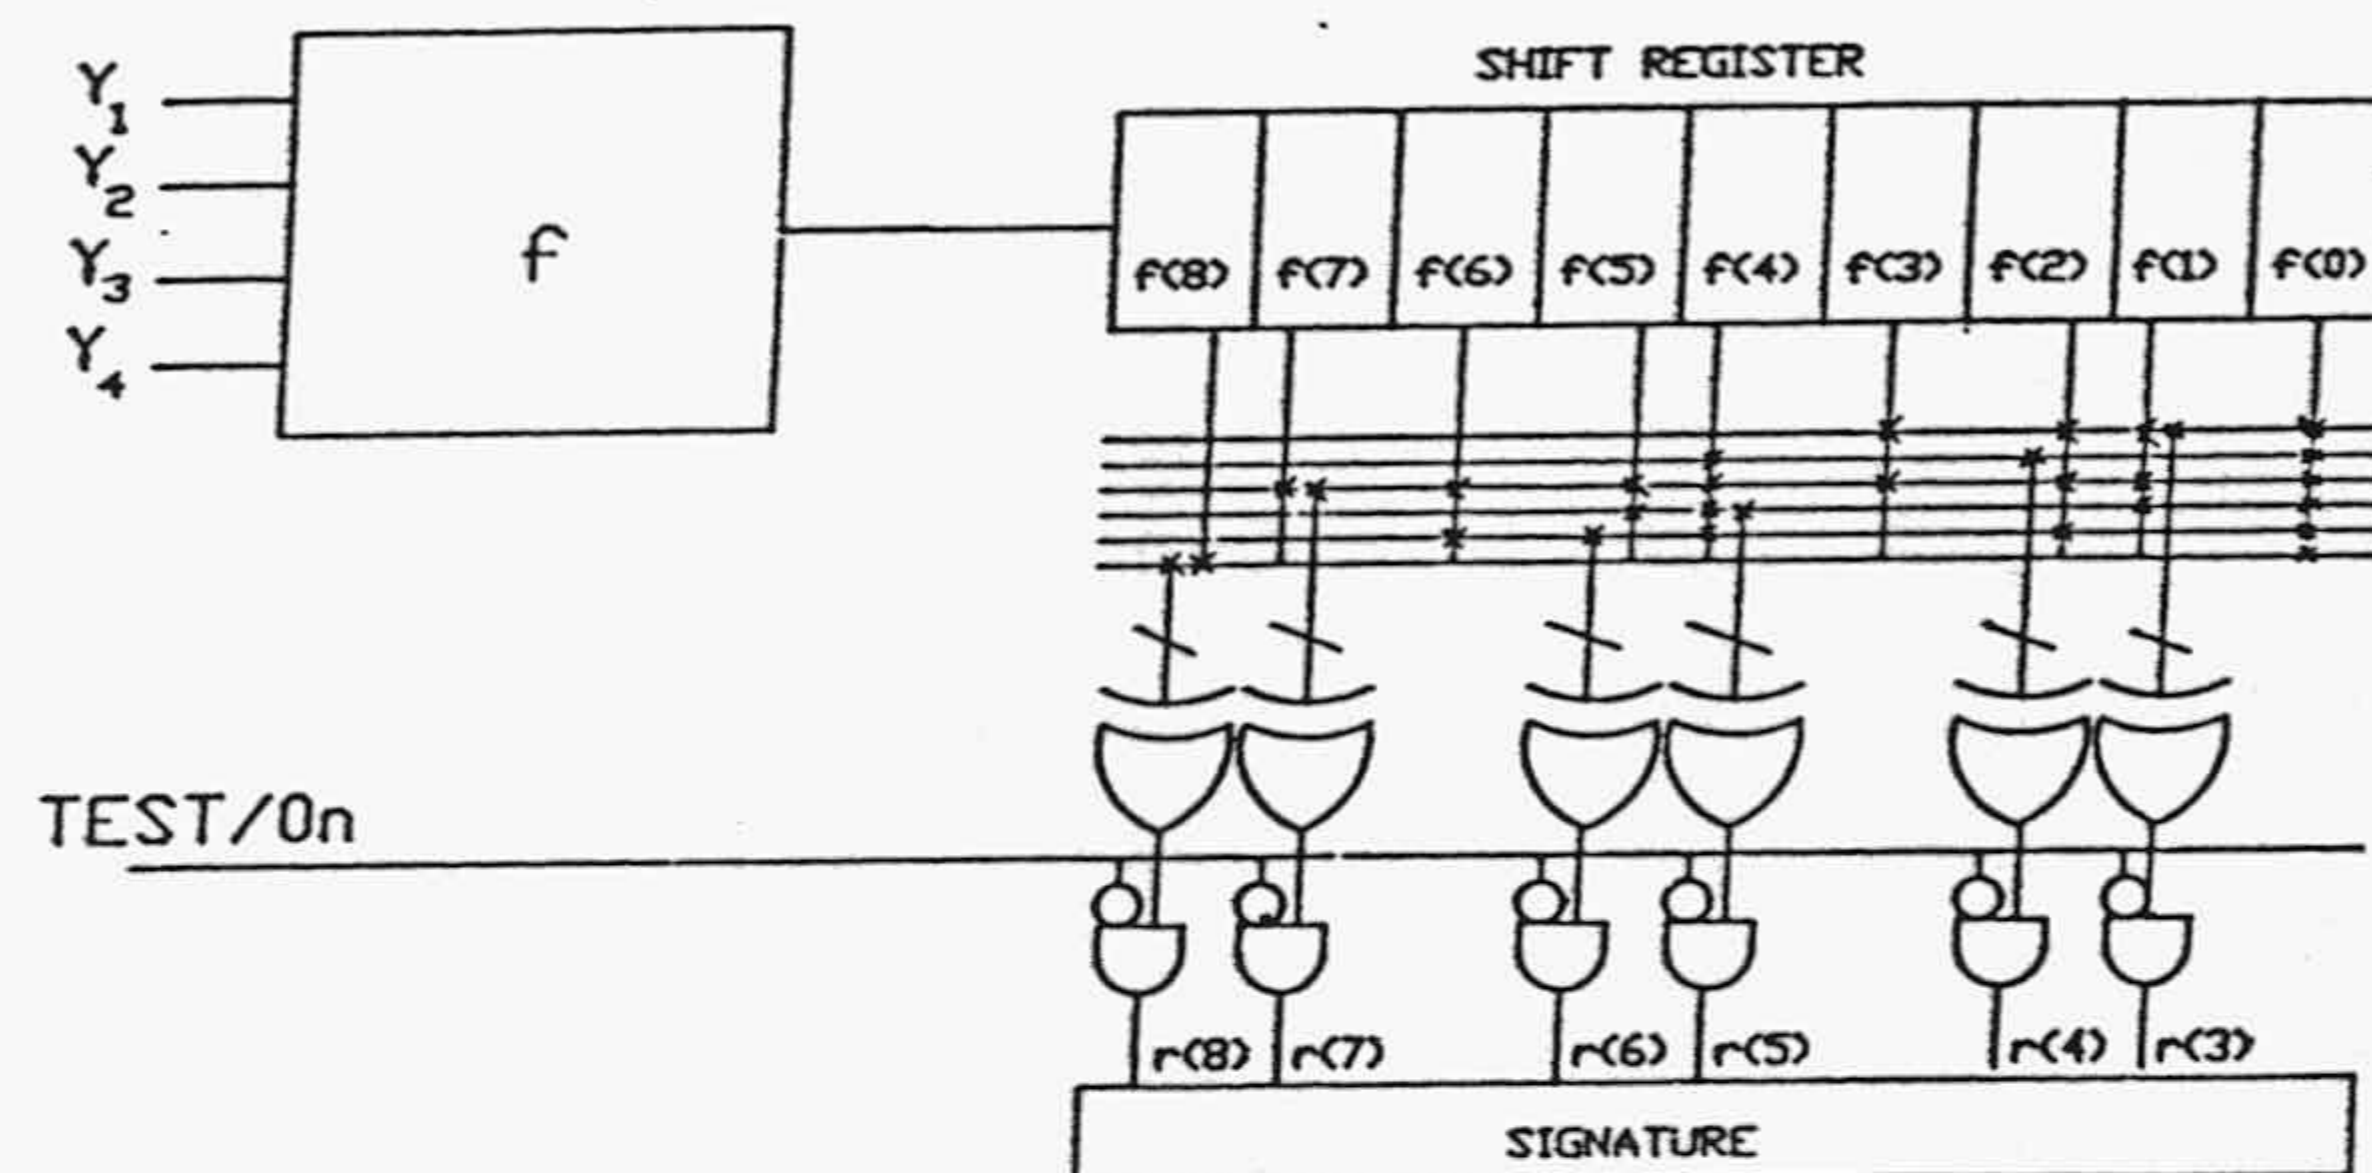 SHIFT REGISTER
Y1
Y2
Y3
Y4
f
f(8) f(7) f(6) f(5) f(4) f(3) f(2) f(1) f(0)
TEST/On
r(8) r(7) r(6) r(5) r(4) r(3)
SIGNATURE